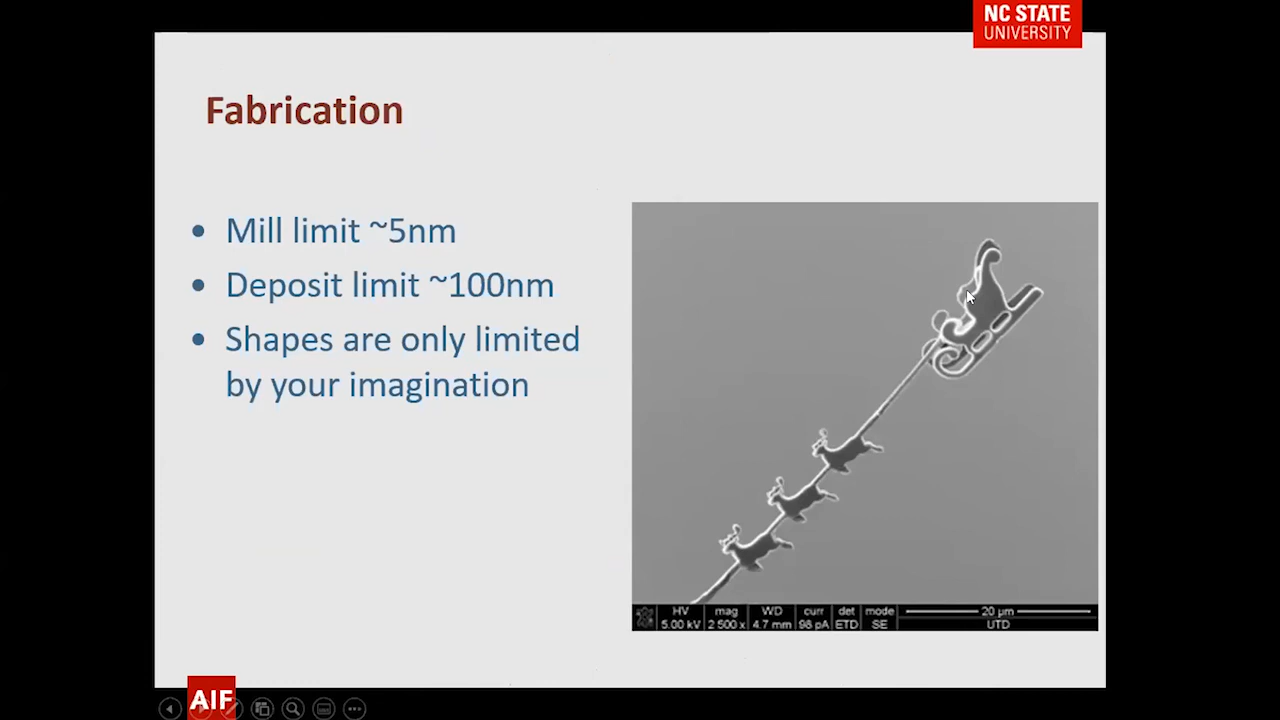 NC STATE
UNIVERSITY
Fabrication
• Mill limit ~5nm
• Deposit limit ~100nm
• Shapes are only limited
by your imagination
HV mag WD curr det mode 20 µm
5.00 kV 2 500 x 4.7 mm 98 pA ETD SE UTD
AIF